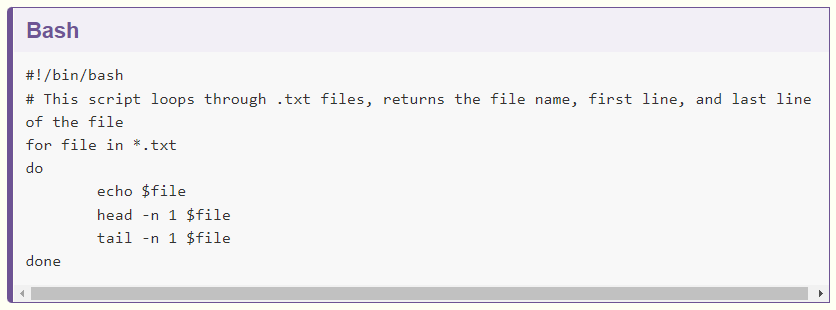 Bash
#!/bin/bash
# This script loops through .txt files, returns the file name, first line, and last line
of the file
for file in *.txt
do
        echo $file
        head -n 1 $file
        tail -n 1 $file
done